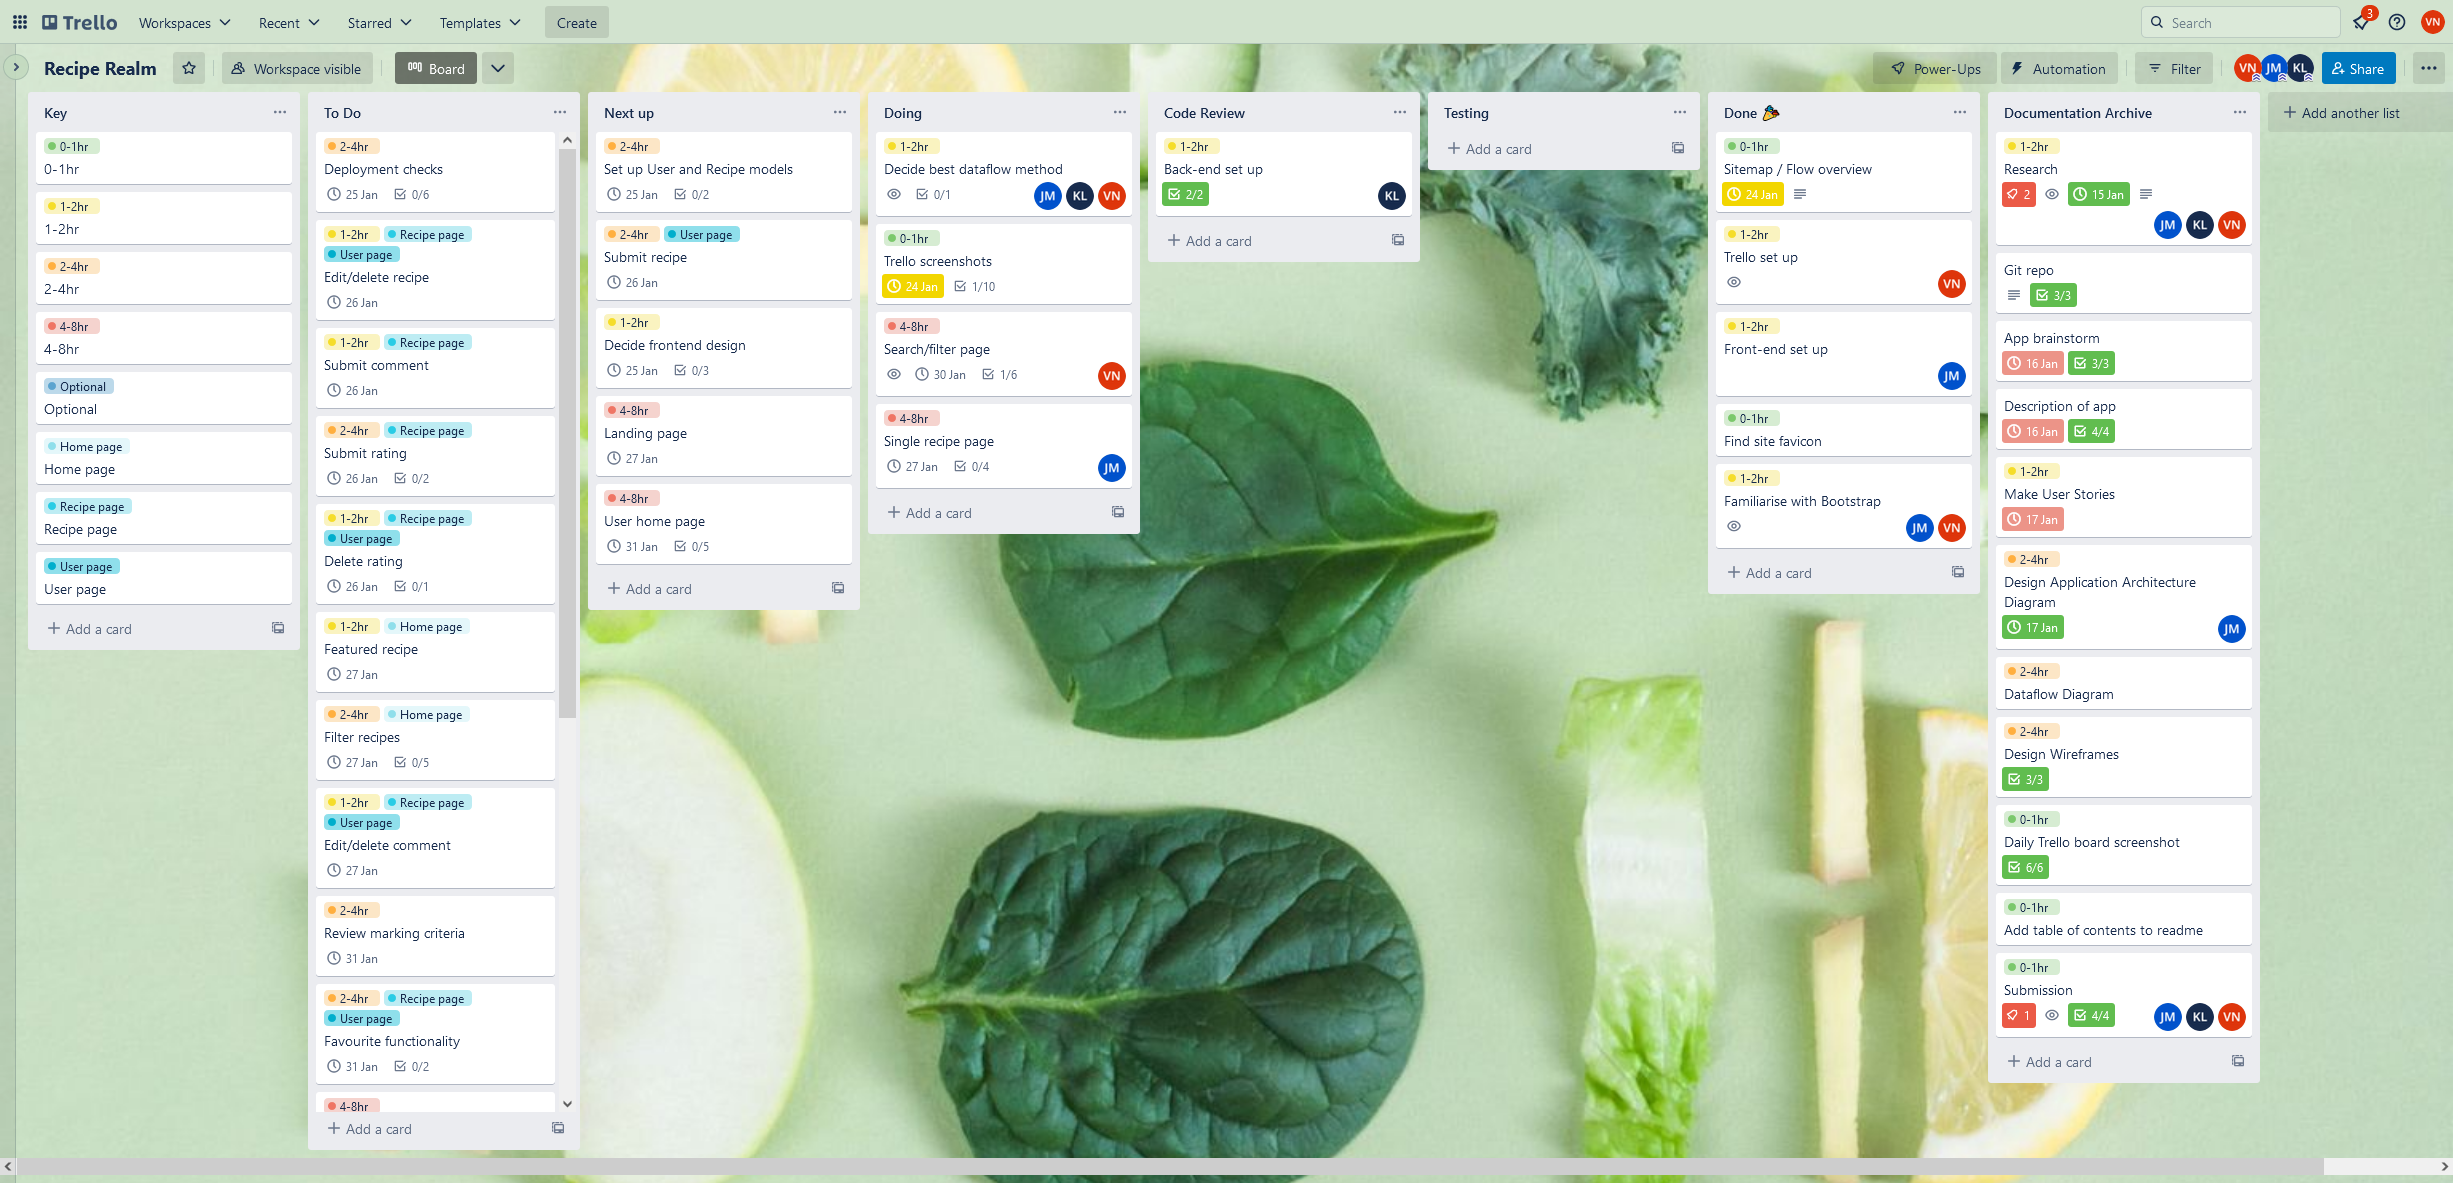 Trello
Workspaces
Recent
Starred
Templates
Create
Search
3
VN
Recipe Realm
Workspace visible
Board
Power-Ups
Automation
Filter
VN
JM
KL
Share
Key
0-1hr
0-1hr
1-2hr
1-2hr
2-4hr
2-4hr
4-8hr
4-8hr
Optional
Optional
Home page
Home page
Recipe page
Recipe page
User page
User page
Add a card
To Do
2-4hr
Deployment checks
25 Jan 0/6
1-2hr Recipe page
User page
Edit/delete recipe
26 Jan
1-2hr Recipe page
Submit comment
26 Jan
2-4hr Recipe page
Submit rating
26 Jan 0/2
1-2hr Recipe page
User page
Delete rating
26 Jan 0/1
1-2hr Home page
Featured recipe
27 Jan
2-4hr Home page
Filter recipes
27 Jan 0/5
1-2hr Recipe page
User page
Edit/delete comment
27 Jan
2-4hr
Review marking criteria
31 Jan
2-4hr Recipe page
User page
Favourite functionality
31 Jan 0/2
4-8hr
Add a card
Next up
2-4hr
Set up User and Recipe models
25 Jan 0/2
2-4hr User page
Submit recipe
26 Jan
1-2hr
Decide frontend design
25 Jan 0/3
4-8hr
Landing page
27 Jan
4-8hr
User home page
31 Jan 0/5
Add a card
Doing
1-2hr
Decide best dataflow method
0/1 JM KL VN
0-1hr
Trello screenshots
24 Jan 1/10
4-8hr
Search/filter page
30 Jan 1/6 VN
4-8hr
Single recipe page
27 Jan 0/4 JM
Add a card
Code Review
1-2hr
Back-end set up
2/2 KL
Add a card
Testing
Add a card
Done
0-1hr
Sitemap / Flow overview
24 Jan
1-2hr
Trello set up
VN
1-2hr
Front-end set up
JM
0-1hr
Find site favicon
1-2hr
Familiarise with Bootstrap
JM VN
Add a card
Documentation Archive
1-2hr
Research
2 15 Jan
JM KL VN
Git repo
3/3
App brainstorm
16 Jan 3/3
Description of app
16 Jan 4/4
1-2hr
Make User Stories
17 Jan
2-4hr
Design Application Architecture
Diagram
17 Jan JM
2-4hr
Dataflow Diagram
2-4hr
Design Wireframes
3/3
0-1hr
Daily Trello board screenshot
6/6
0-1hr
Add table of contents to readme
0-1hr
Submission
1 4/4 JM KL VN
Add a card
Add another list